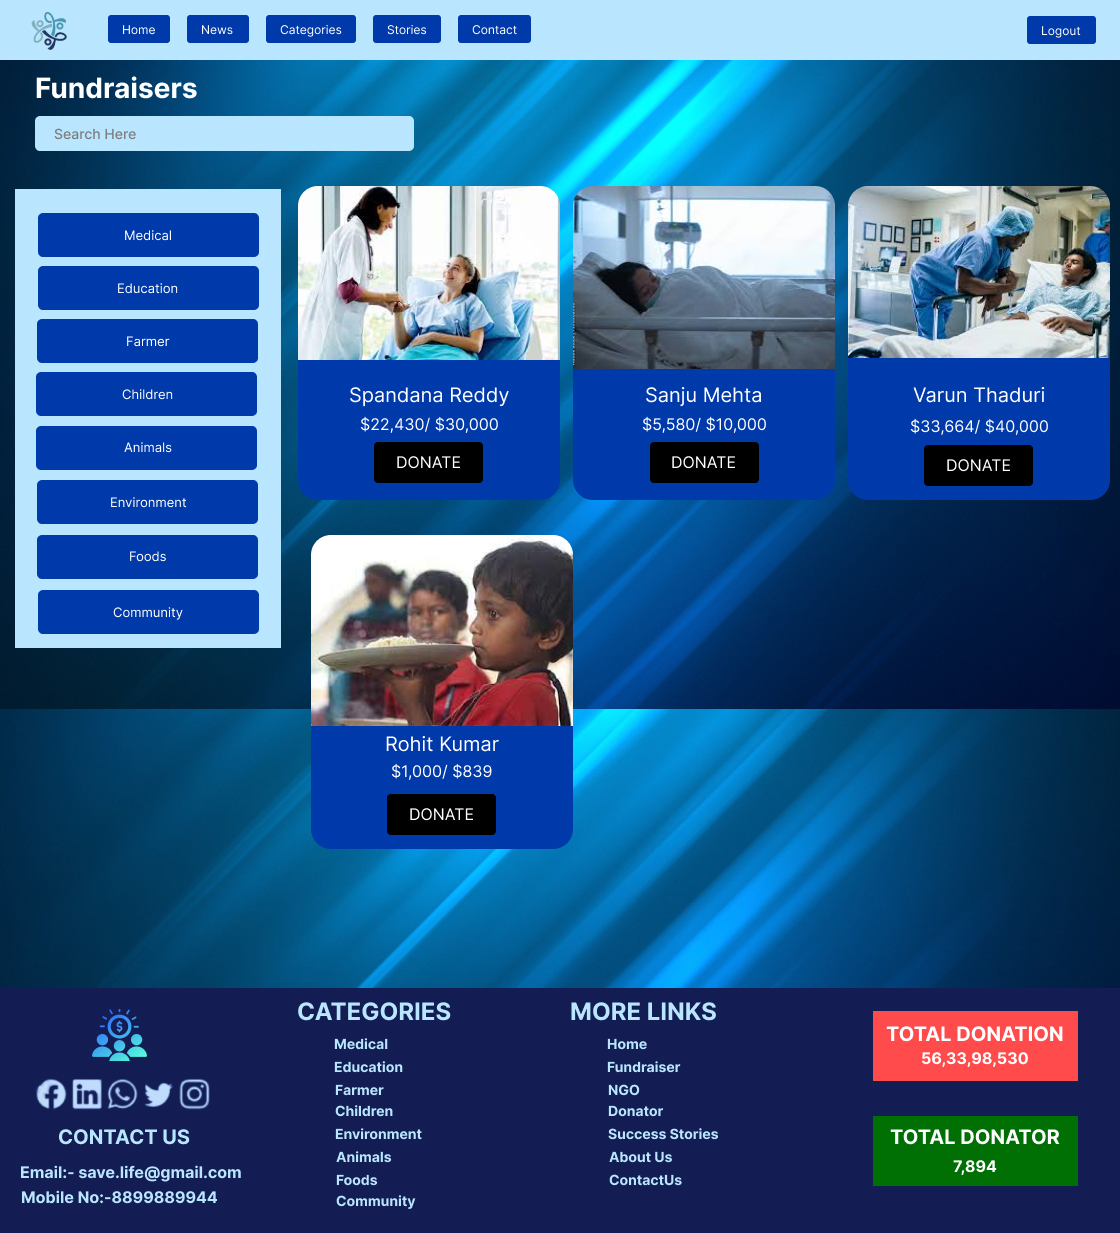 Home
News
Categories
Stories
Contact
Logout
Fundraisers
Search Here
Medical
Education
Farmer
Children
Animals
Environment
Foods
Community
Spandana Reddy
$22,430/ $30,000
DONATE
Sanju Mehta
$5,580/ $10,000
DONATE
Varun Thaduri
$33,664/ $40,000
DONATE
Rohit Kumar
$1,000/ $839
DONATE
$
CONTACT US
Email:- save.life@gmail.com
Mobile No:-8899889944
CATEGORIES
Medical
Education
Farmer
Children
Environment
Animals
Foods
Community
MORE LINKS
Home
Fundraiser
NGO
Donator
Success Stories
About Us
ContactUs
TOTAL DONATION
56,33,98,530
TOTAL DONATOR
7,894